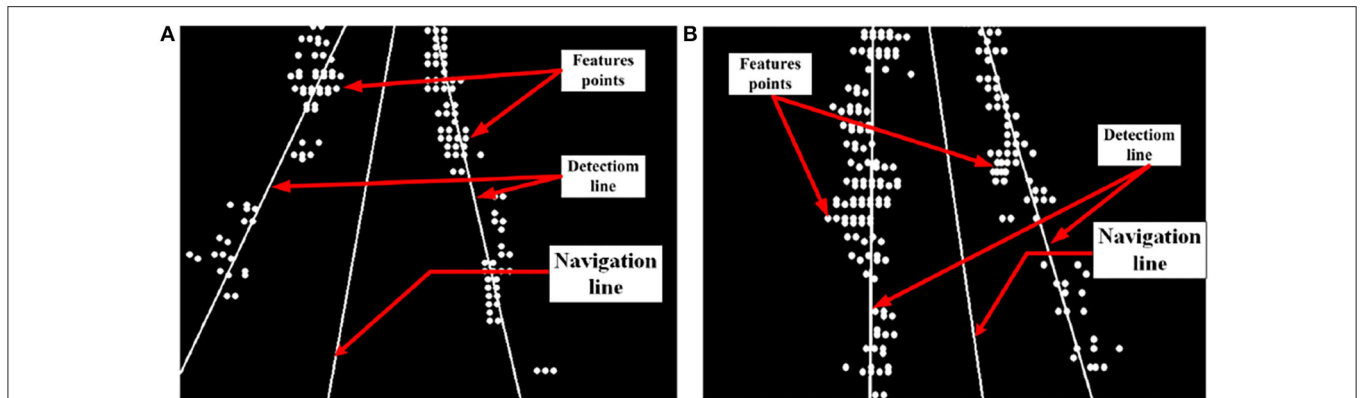 A
Features
points
Detectiom
line
Navigation
line
B
Features
points
Detectiom
line
Navigation
line